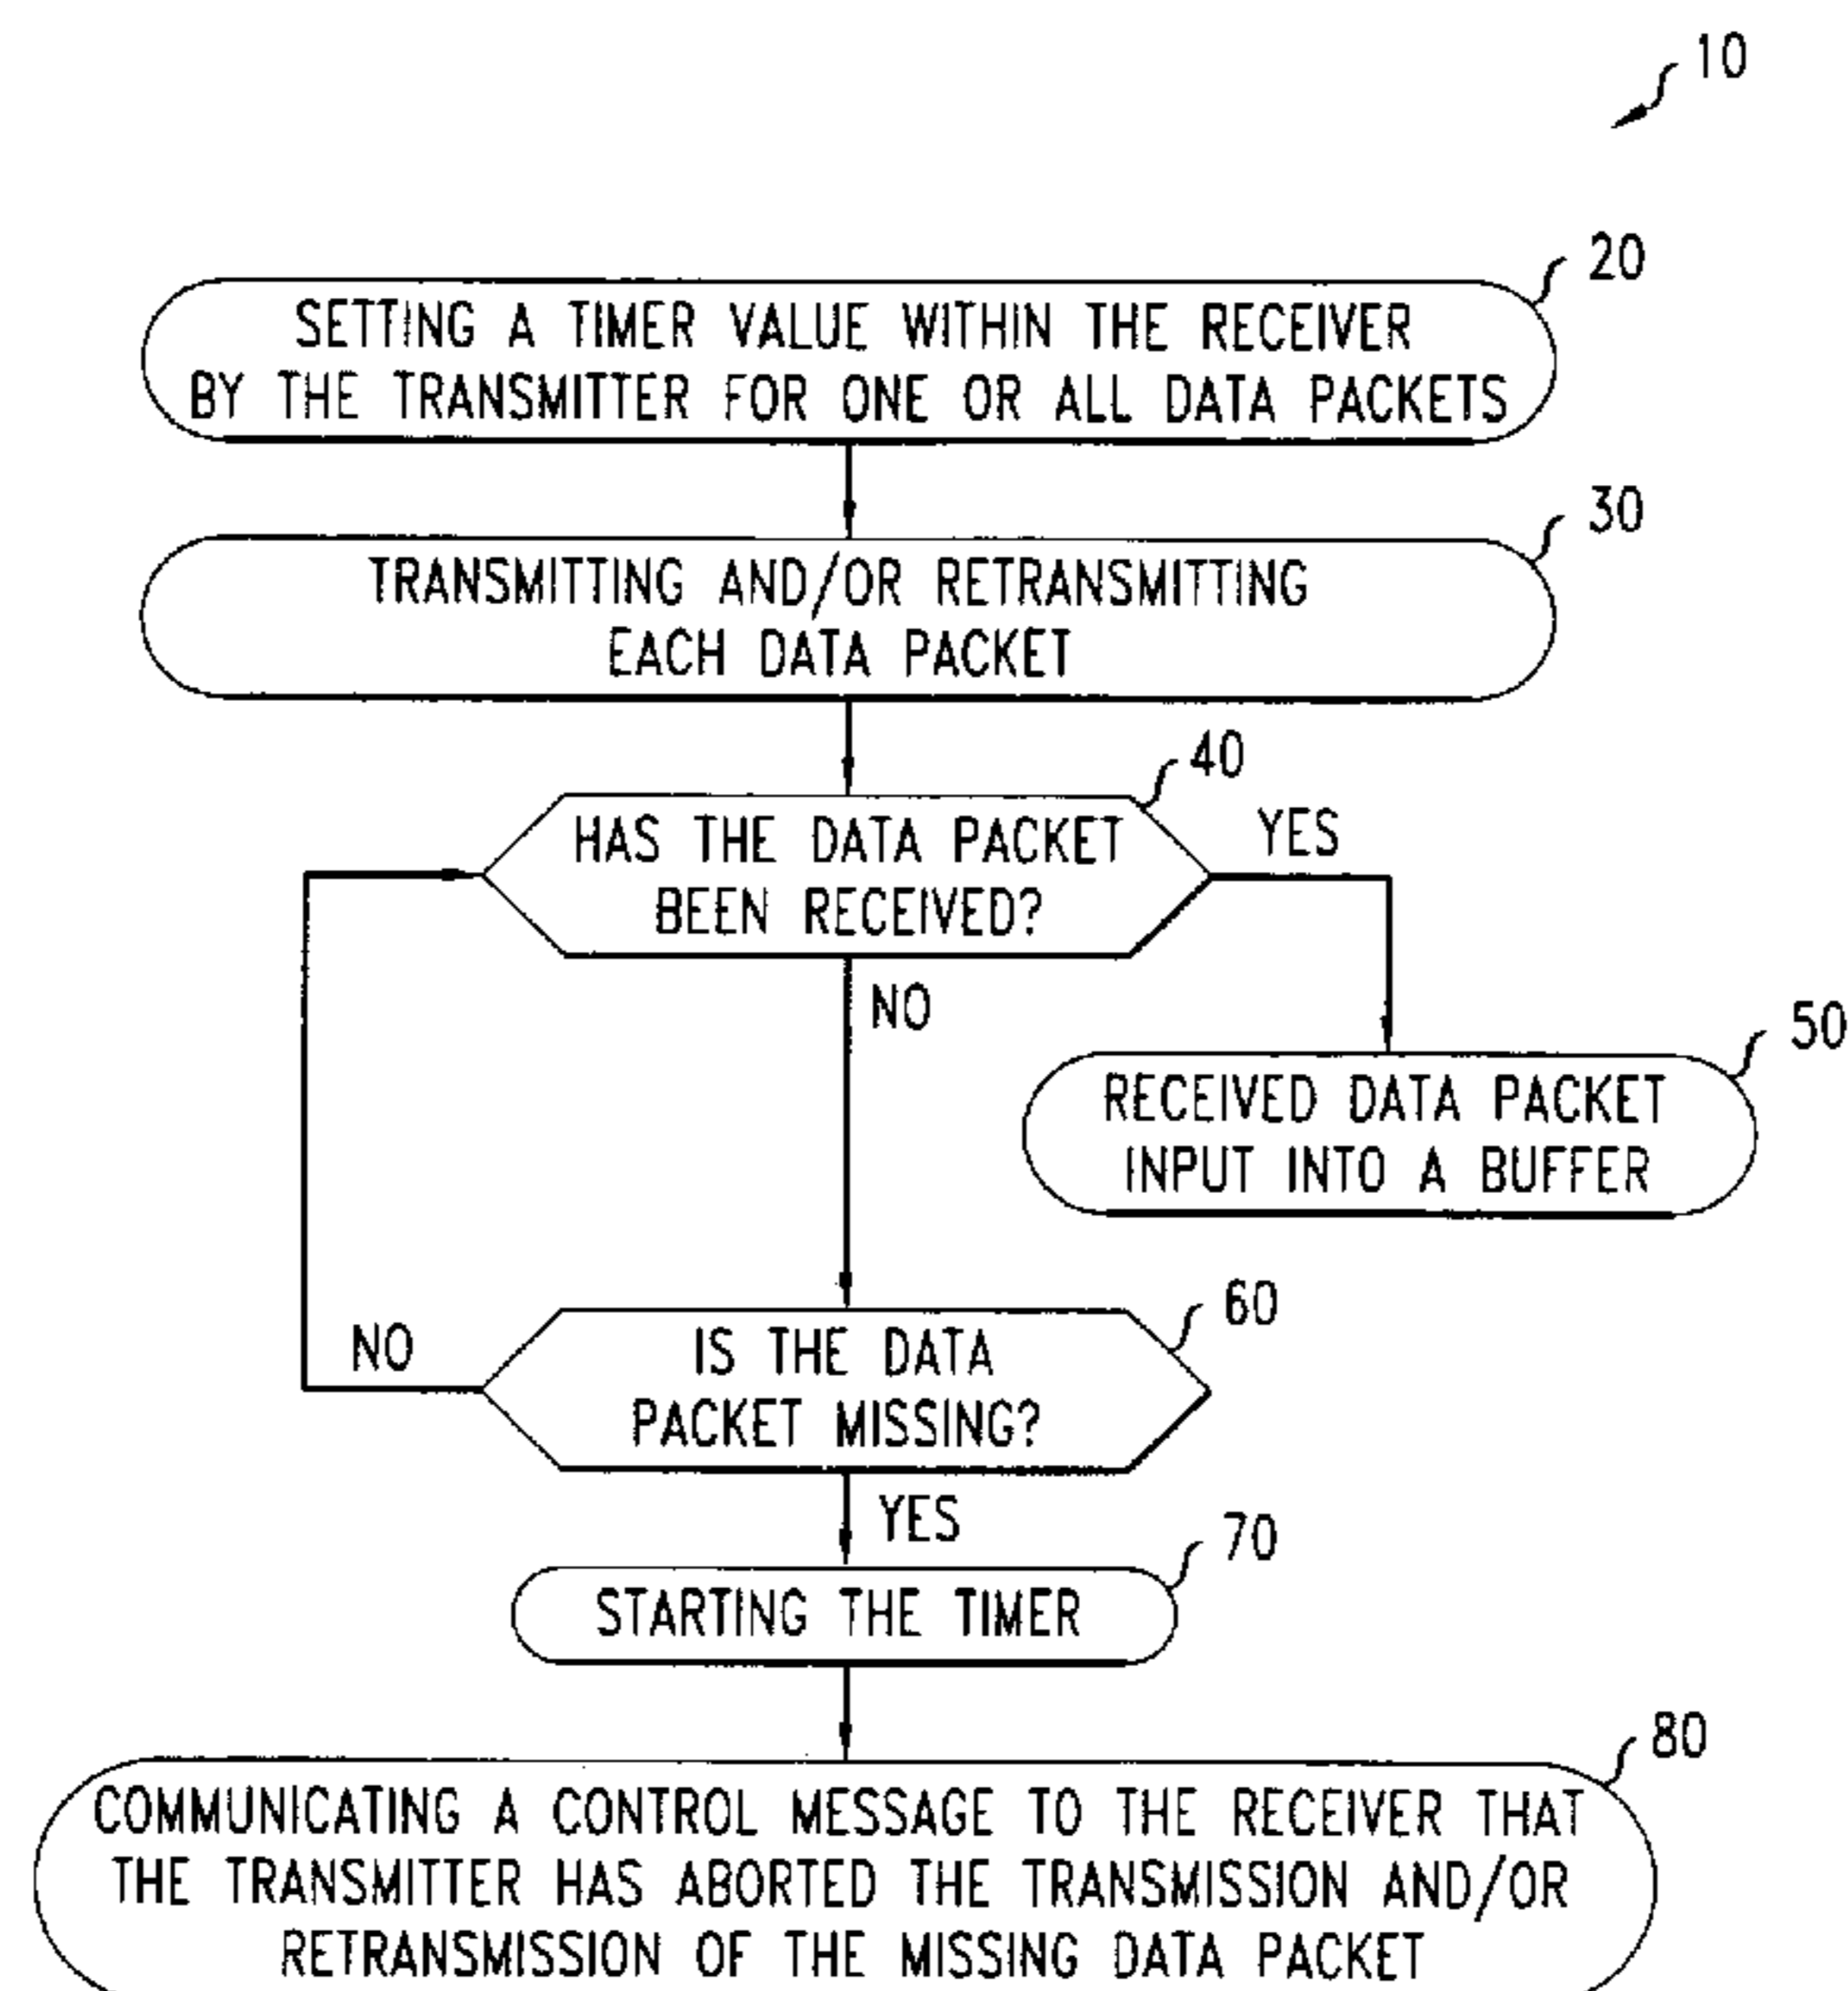 10
20
SETTING A TIMER VALUE WITHIN THE RECEIVER
BY THE TRANSMITTER FOR ONE OR ALL DATA PACKETS
30
TRANSMITTING AND/OR RETRANSMITTING
EACH DATA PACKET
40
HAS THE DATA PACKET
BEEN RECEIVED?
YES
NO
50
RECEIVED DATA PACKET
INPUT INTO A BUFFER
60
IS THE DATA
PACKET MISSING?
NO
YES
70
STARTING THE TIMER
80
COMMUNICATING A CONTROL MESSAGE TO THE RECEIVER THAT
THE TRANSMITTER HAS ABORTED THE TRANSMISSION AND/OR
RETRANSMISSION OF THE MISSING DATA PACKET